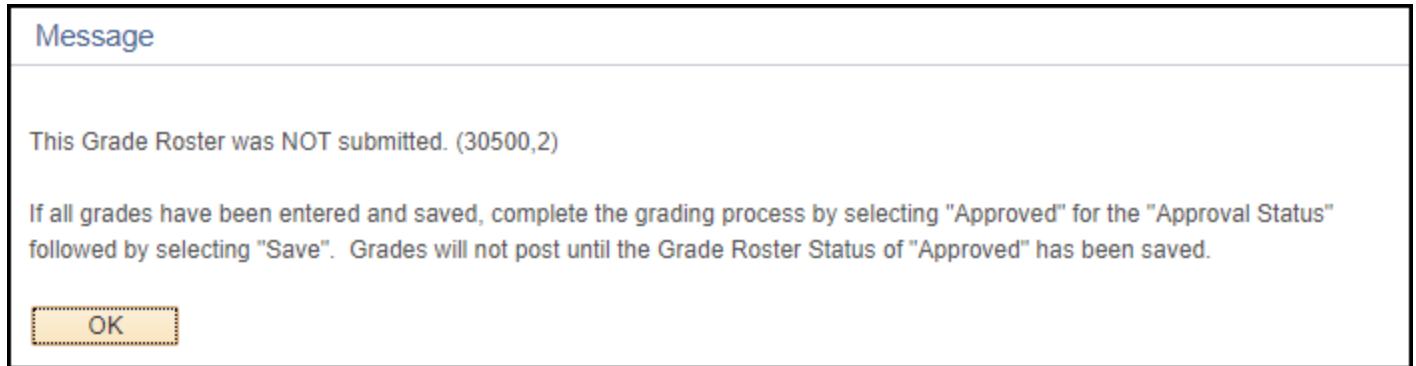 Message
This Grade Roster was NOT submitted. (30500,2)
If all grades have been entered and saved, complete the grading process by selecting "Approved" for the "Approval Status"
followed by selecting "Save".  Grades will not post until the Grade Roster Status of "Approved" has been saved.
OK